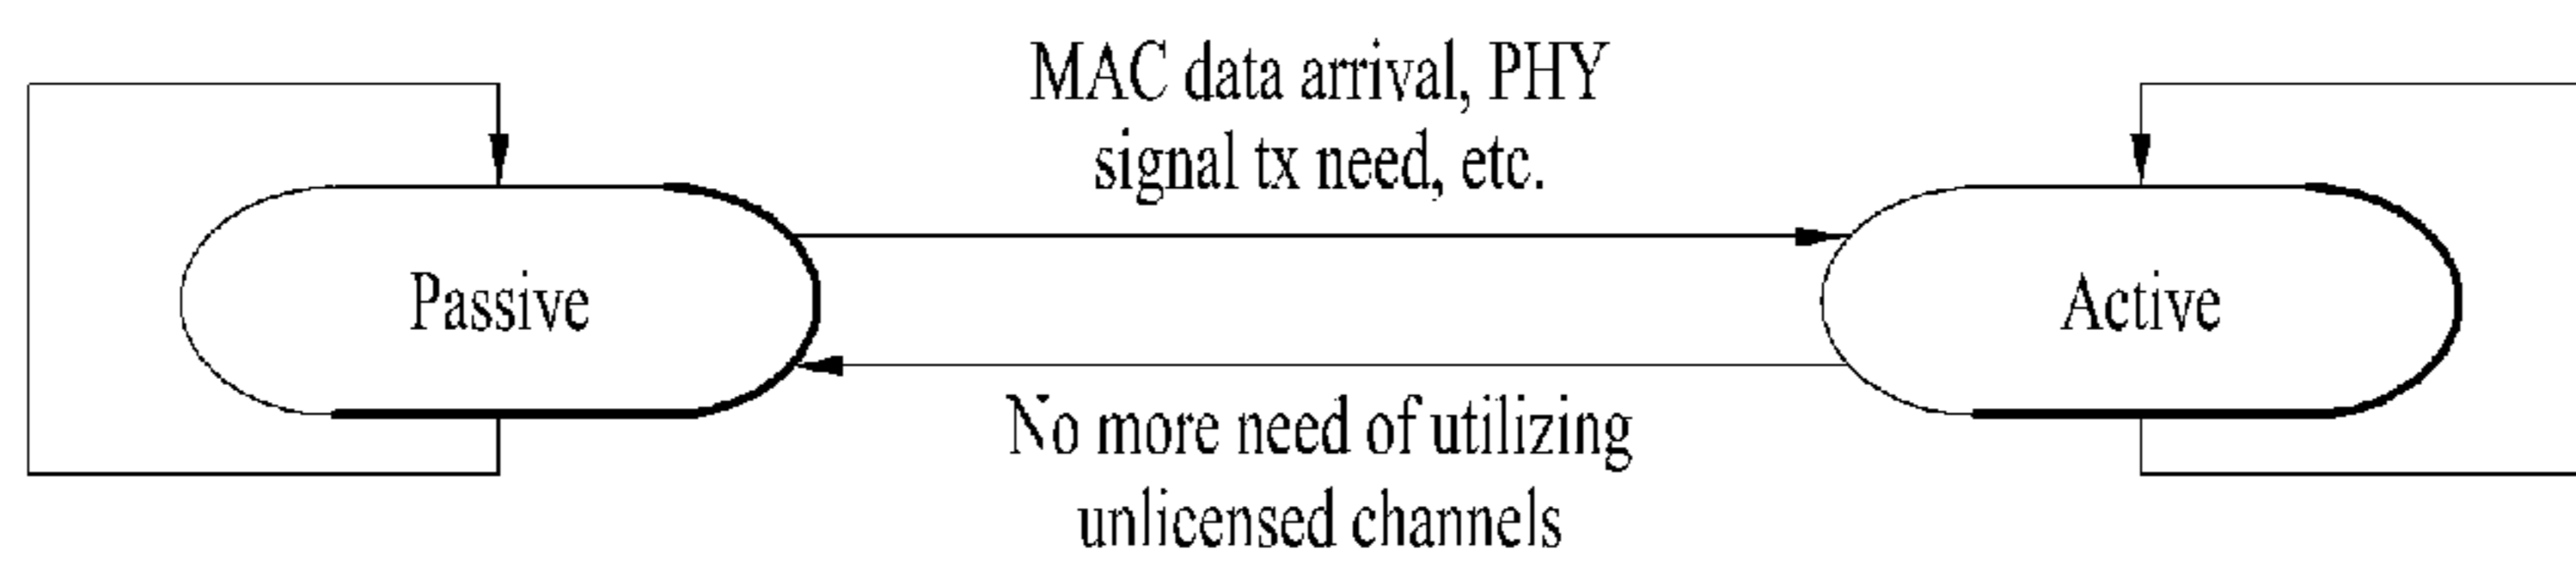 MAC data arrival, PHY
signal tx need, etc.
Passive
Active
No more need of utilizing
unlicensed channels